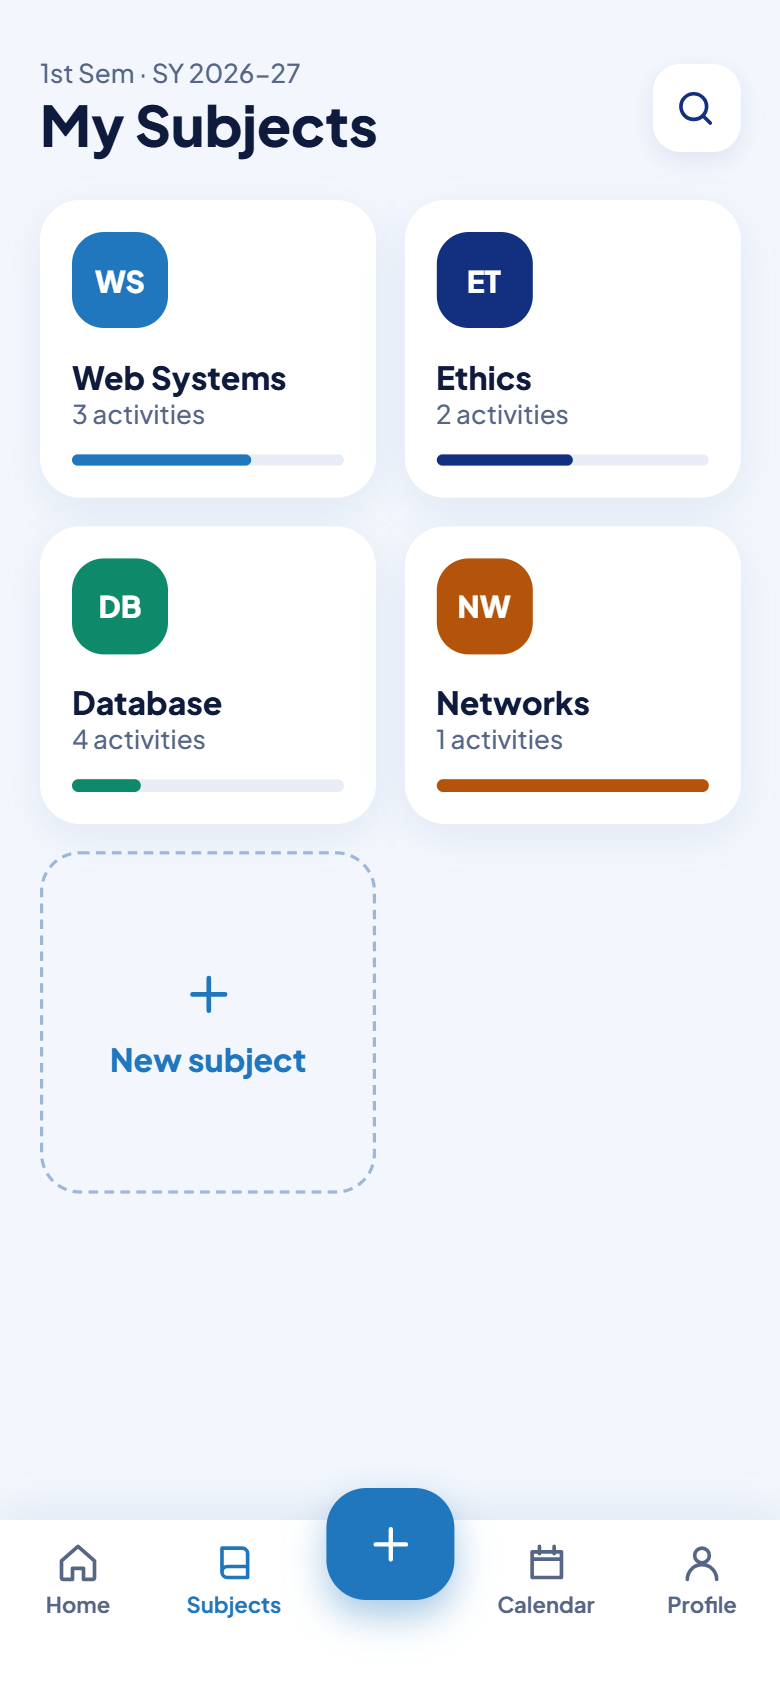 1st Sem · SY 2026–27
My Subjects
WS
Web Systems
3 activities
ET
Ethics
2 activities
DB
Database
4 activities
NW
Networks
1 activities
New subject
Home
Subjects
Calendar
Profile